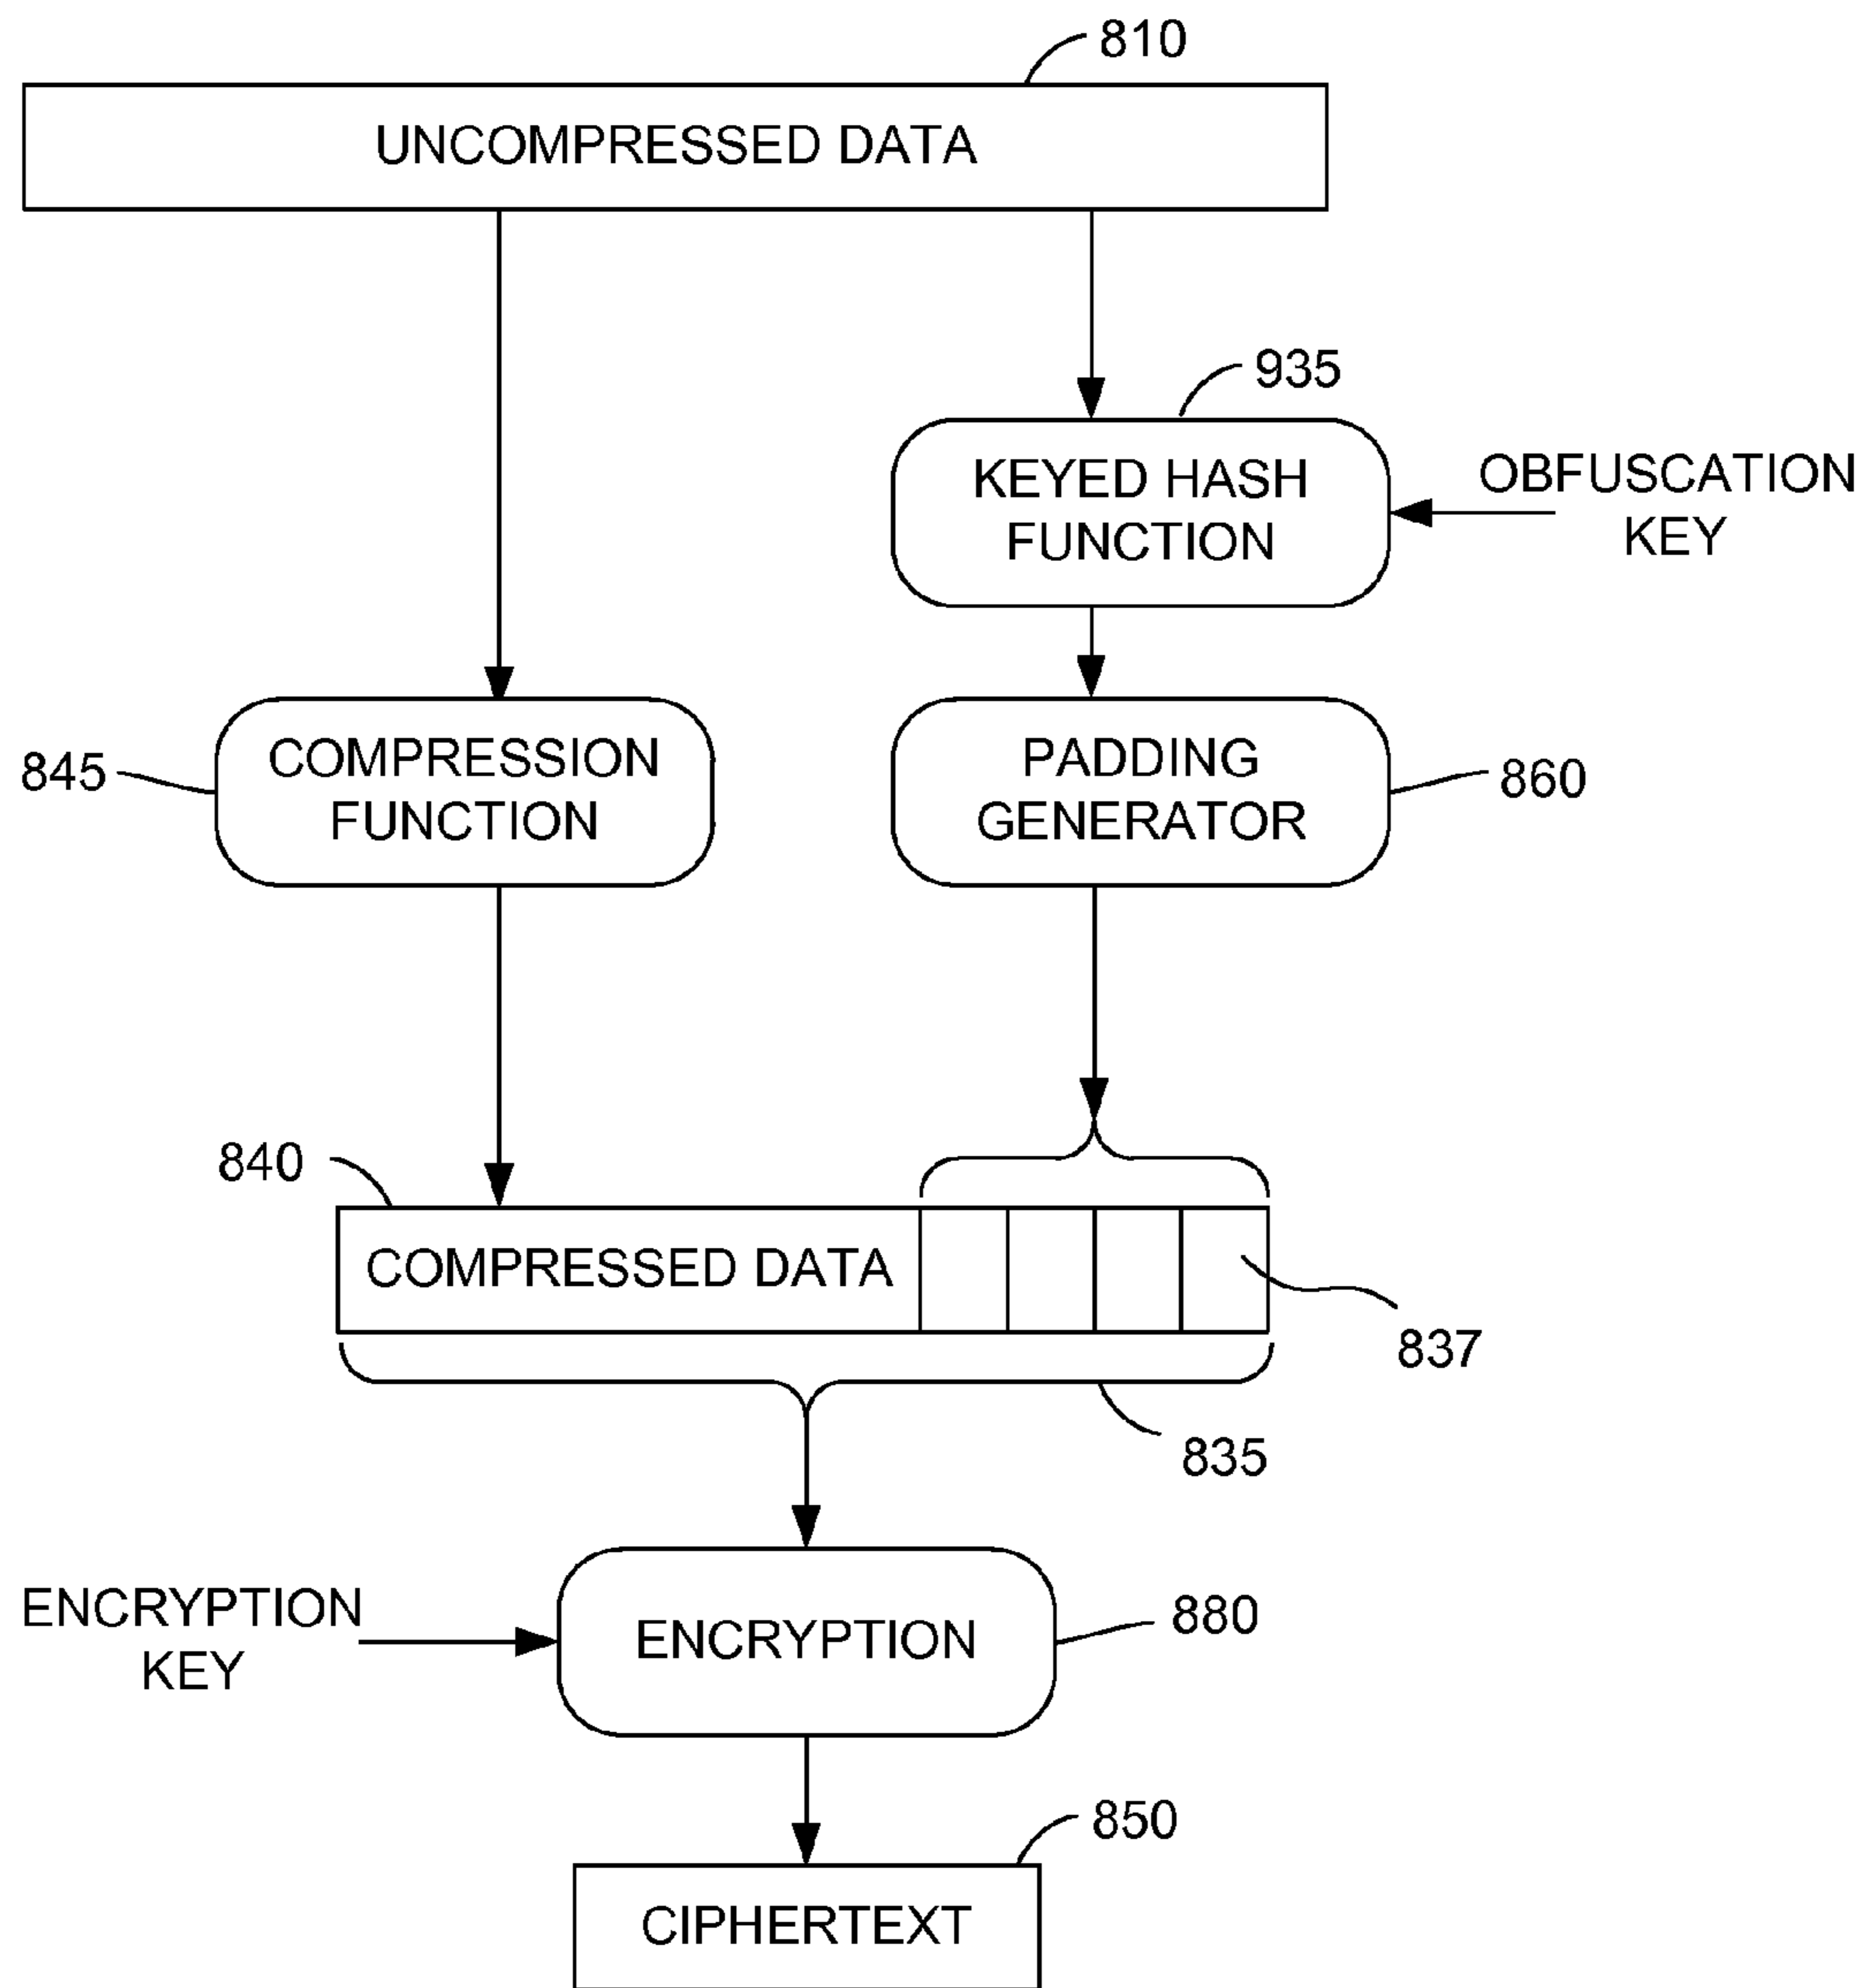 810
UNCOMPRESSED DATA
935
KEYED HASH
FUNCTION
OBFUSCATION
KEY
845
COMPRESSION
FUNCTION
PADDING
GENERATOR
860
840
COMPRESSED DATA
837
835
ENCRYPTION
KEY
ENCRYPTION
880
850
CIPHERTEXT